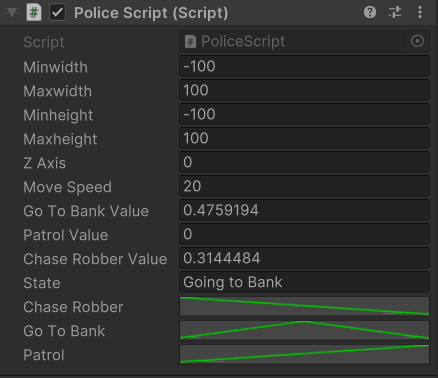 Police Script (Script)
Script PoliceScript
Minwidth -100
Maxwidth 100
Minheight -100
Maxheight 100
Z Axis 0
Move Speed 20
Go To Bank Value 0.4759194
Patrol Value 0
Chase Robber Value 0.3144484
State Going to Bank
Chase Robber
Go To Bank
Patrol